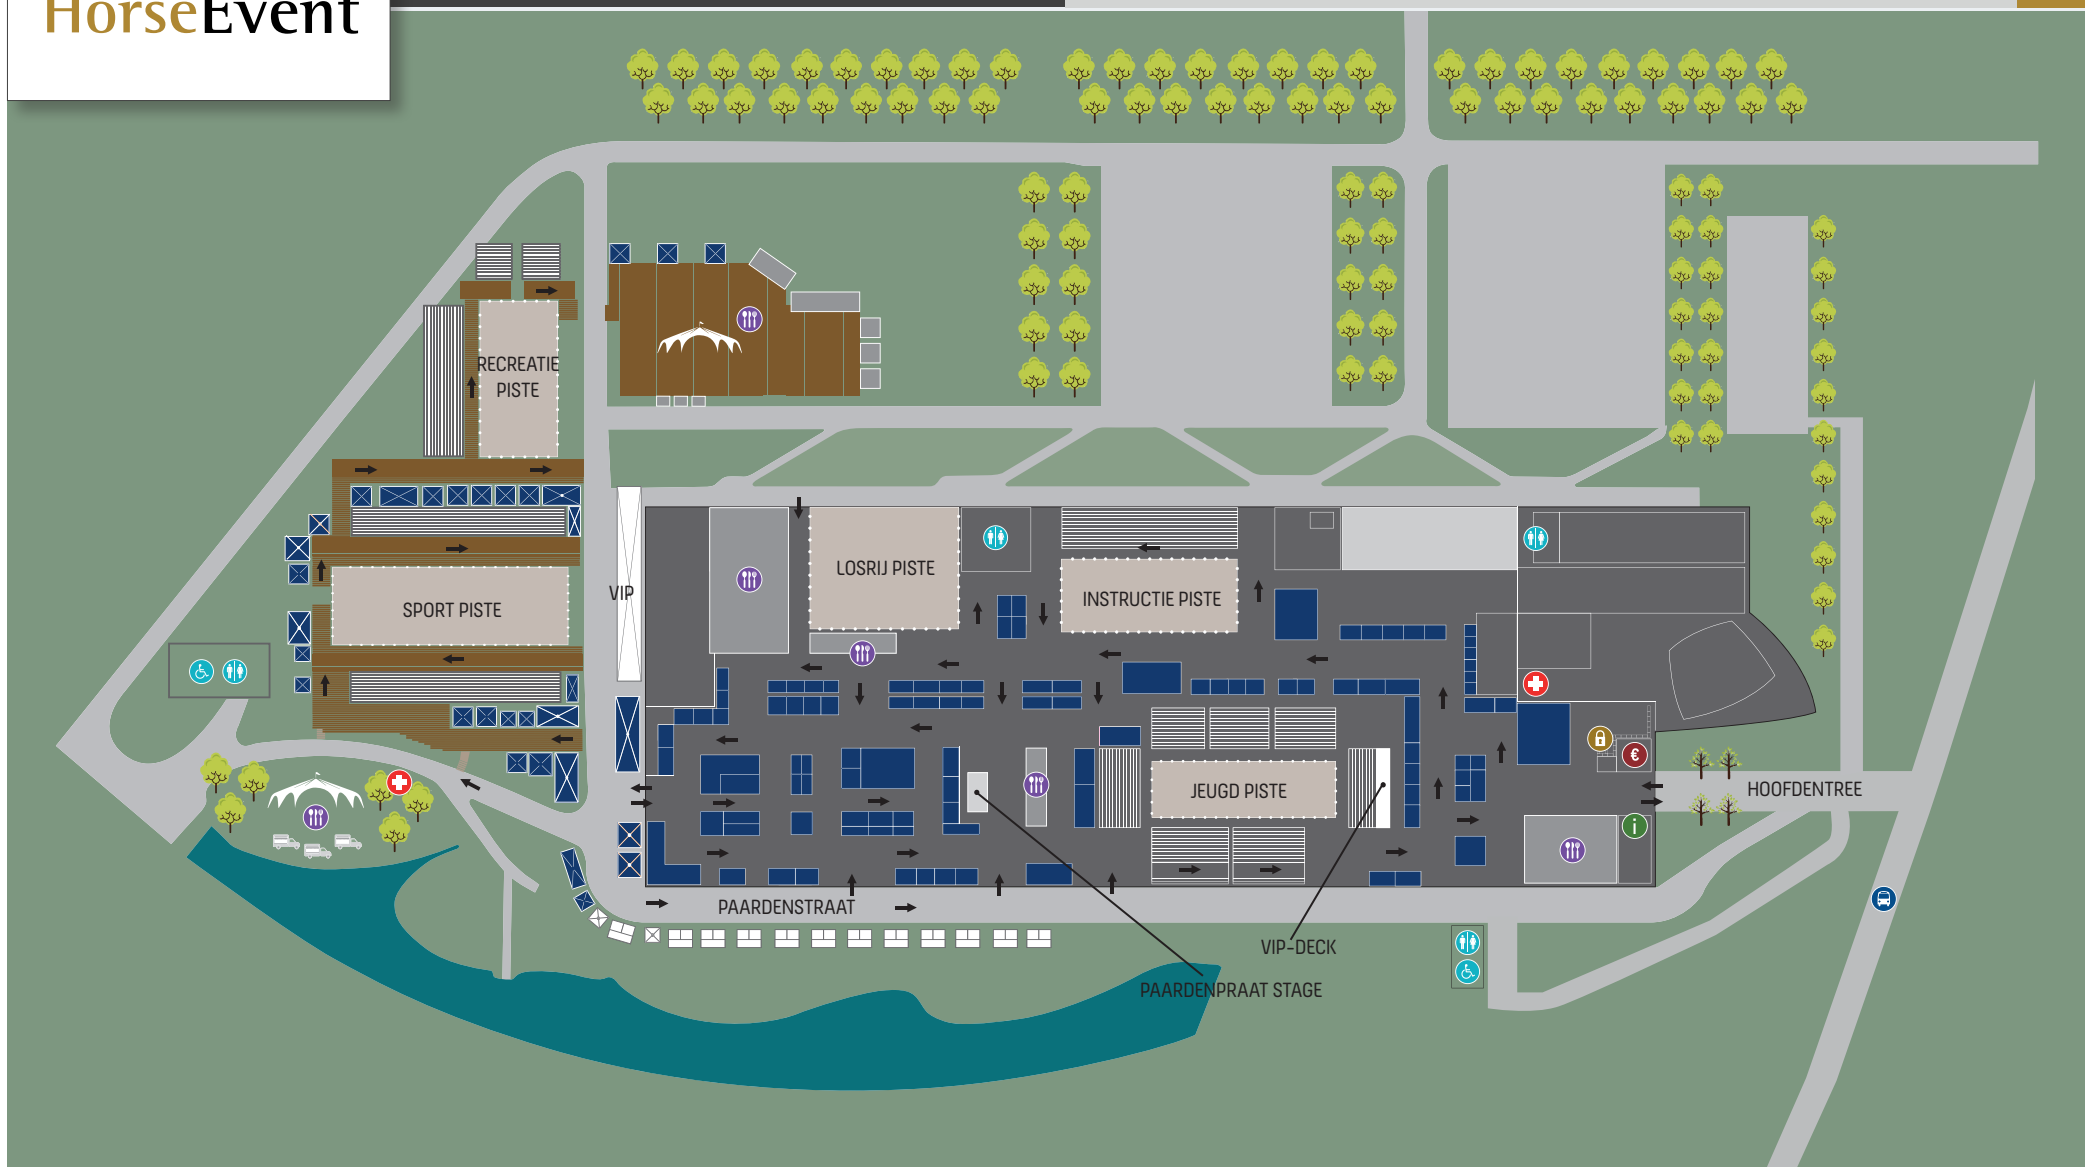 HorseEvent
RECREATIE
PISTE
LOSRIJ PISTE
VIP
INSTRUCTIE PISTE
SPORT PISTE
€
JEUGD PISTE
HOOFDENTREE
i
PAARDENSTRAAT
VIP-DECK
PAARDENPRAAT STAGE